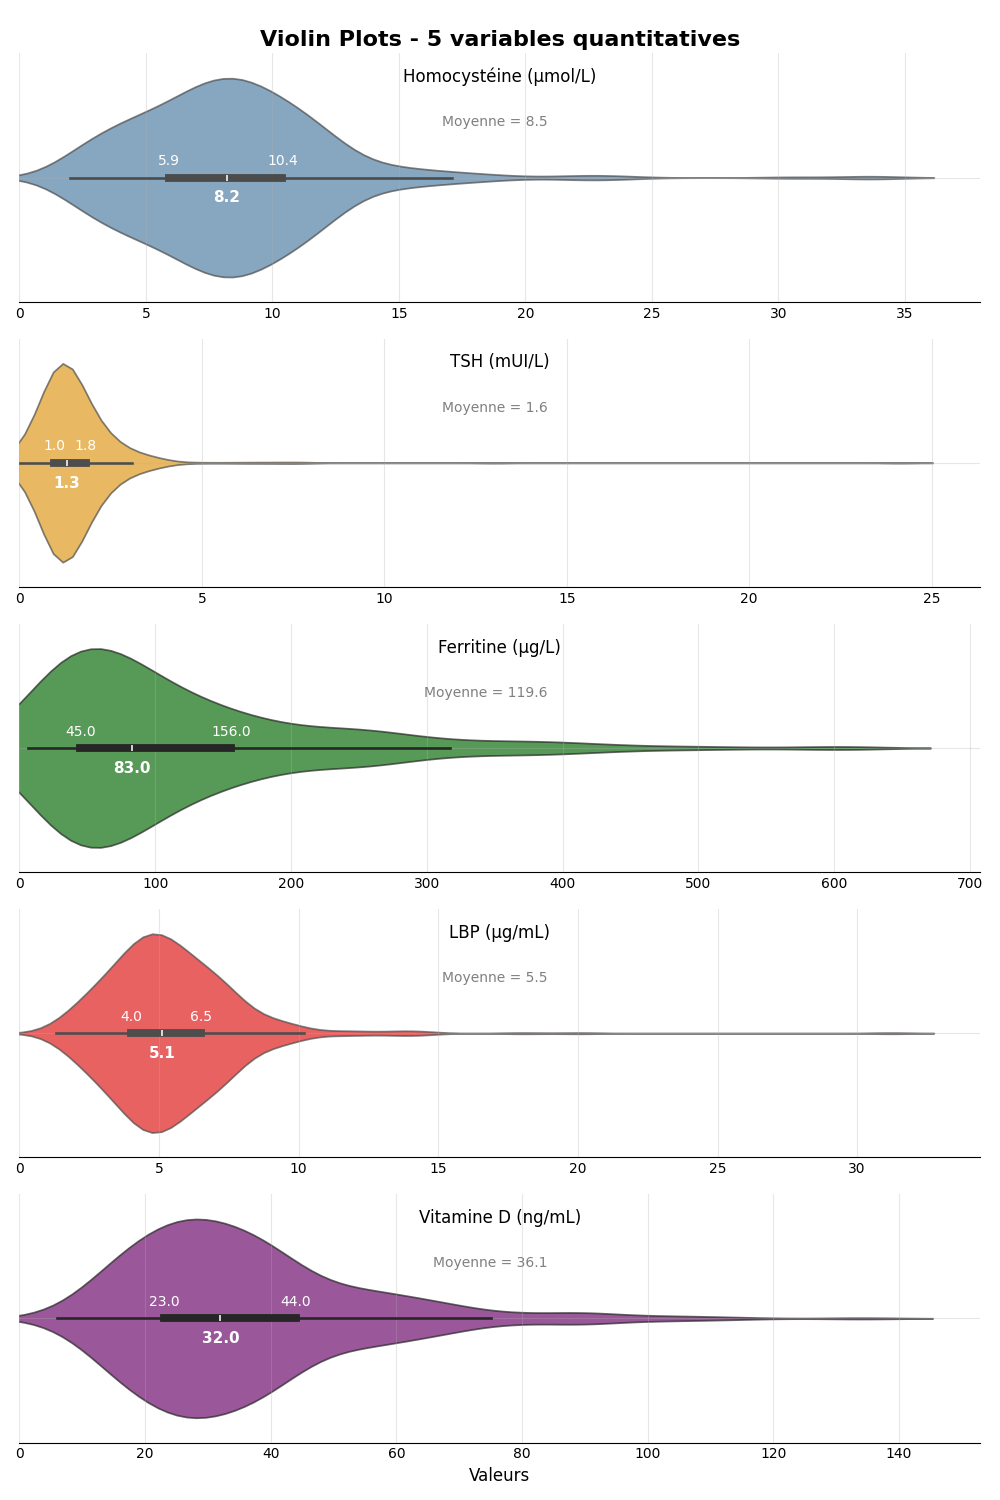 Violin Plots - 5 variables quantitatives
Homocystéine (µmol/L)
Moyenne = 8.5
5.9 10.4
8.2
0 5 10 15 20 25 30 35
TSH (mUI/L)
Moyenne = 1.6
1.0 1.8
1.3
0 5 10 15 20 25
Ferritine (µg/L)
Moyenne = 119.6
45.0 156.0
83.0
0 100 200 300 400 500 600 700
LBP (µg/mL)
Moyenne = 5.5
4.0 6.5
5.1
0 5 10 15 20 25 30
Vitamine D (ng/mL)
Moyenne = 36.1
23.0 44.0
32.0
0 20 40 60 80 100 120 140
Valeurs